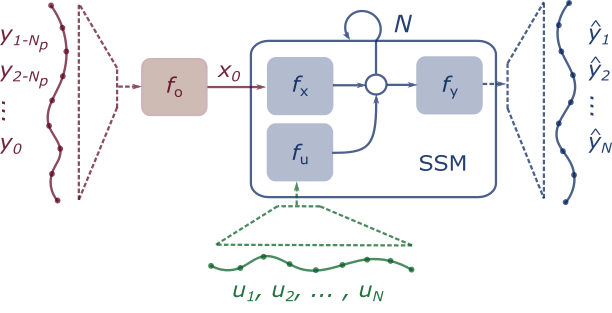 y1-Np
y2-Np
...
y0
fo
x0
N
fx
fu
fy
SSM
ŷ1
ŷ2
...
ŷN
u1, u2, ... , uN